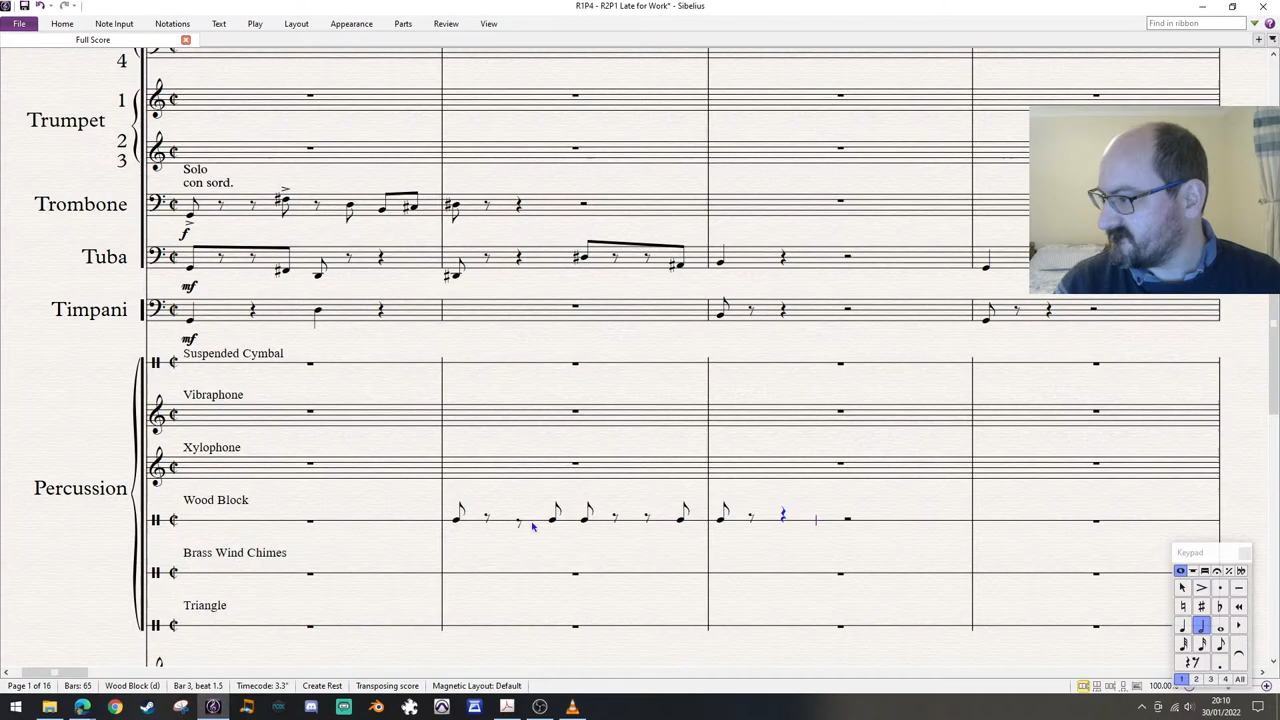 R1P4 - R2P1 Late for Work* - Sibelius
File Home Note Input Notations Text Play Layout Appearance Parts Review View Find in ribbon
Full Score
4
Trumpet 1
2
3
Solo
con sord.
Trombone
f
Tuba
mf
Timpani
mf
Suspended Cymbal
Vibraphone
Xylophone
Percussion
Wood Block
Brass Wind Chimes
Triangle
Keypad
1 2 3 4 All
Page 1 of 16 Bars: 65 Wood Block (d) Bar 3, beat 1.5 Timecode: 3.3" Create Rest Transposing score Magnetic Layout: Default 100.00
20:10
30/01/2022